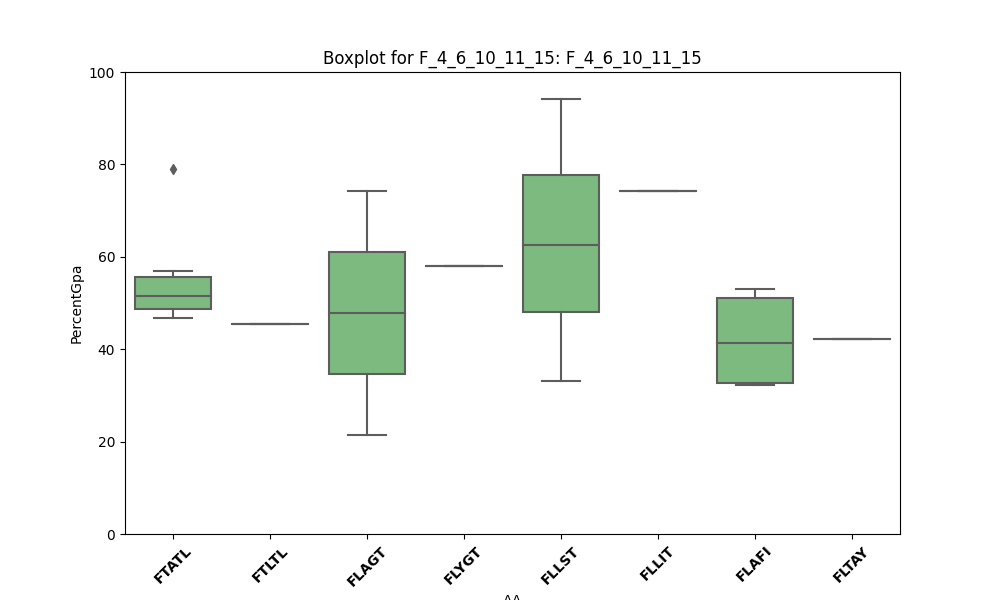 Boxplot for F_4_6_10_11_15: F_4_6_10_11_15
100
80
60
40
20
0
PercentGpa
FTATL
FTLTL
FLAGT
FLYGT
FLLST
FLLIT
FLAFI
FLTAY
AA